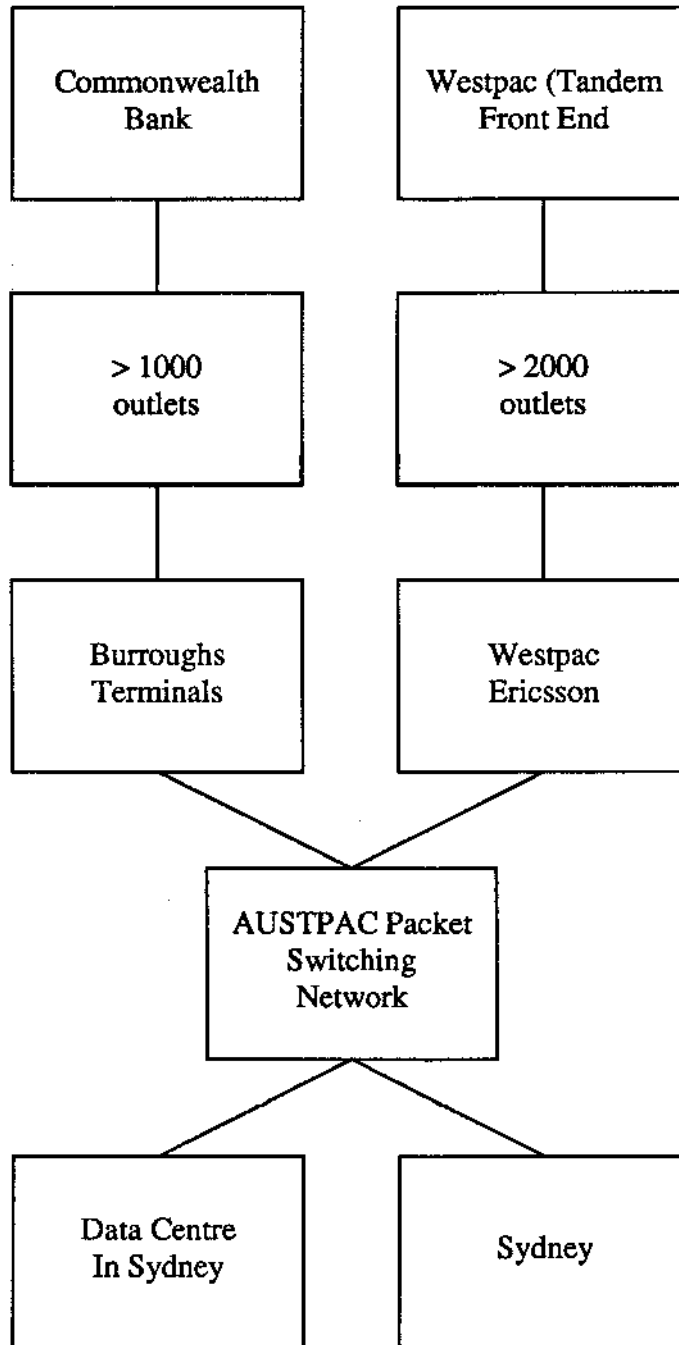 Commonwealth
Bank
Westpac (Tandem
Front End
> 1000
outlets
> 2000
outlets
Burroughs
Terminals
Westpac
Ericsson
AUSTPAC Packet
Switching
Network
Data Centre
In Sydney
Sydney